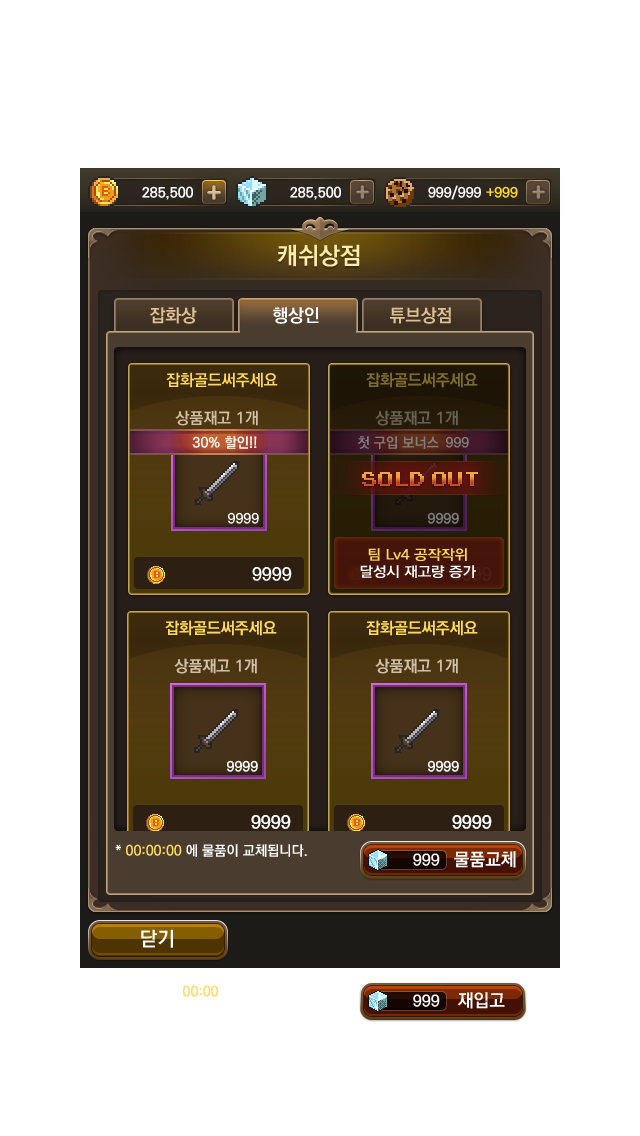 285,500
285,500
999/999 +999
캐쉬상점
잡화상
행상인
튜브상점
잡화골드써주세요
상품재고 1개
30% 할인!!
9999
9999
잡화골드써주세요
상품재고 1개
첫 구입 보너스 999
SOLD OUT
9999
팀 Lv4 공작작위
달성시 재고량 증가
잡화골드써주세요
상품재고 1개
9999
9999
잡화골드써주세요
상품재고 1개
9999
9999
* 00:00:00 에 물품이 교체됩니다.
999 물품교체
닫기
00:00
999 재입고